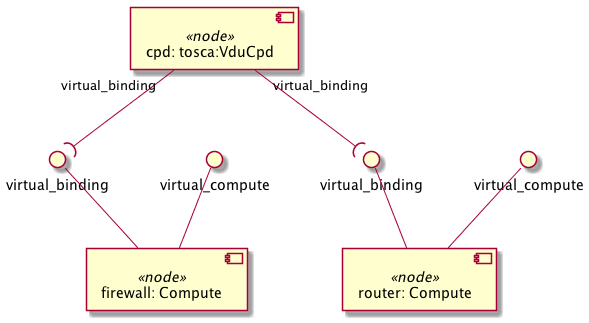 «node»
cpd: tosca:VduCpd
virtual_binding
virtual_binding
virtual_binding
virtual_compute
virtual_binding
virtual_compute
«node»
firewall: Compute
«node»
router: Compute